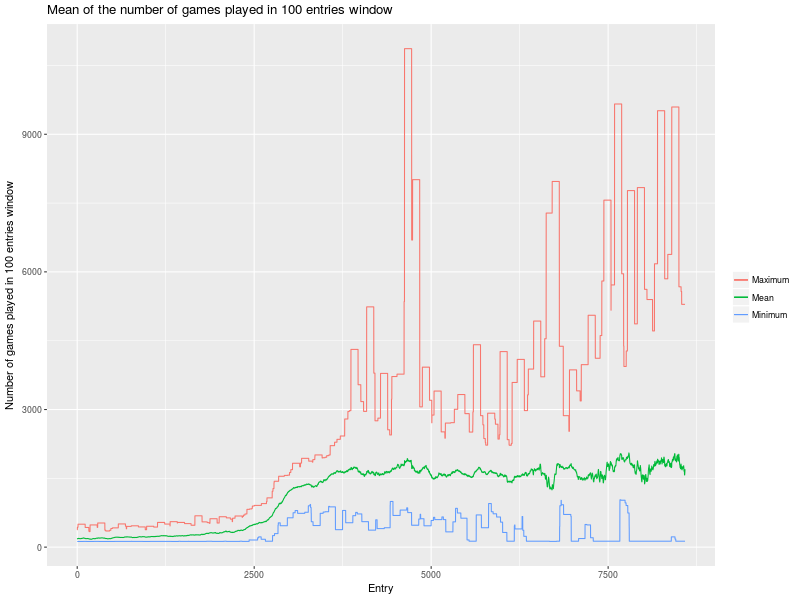 Mean of the number of games played in 100 entries window
Number of games played in 100 entries window
9000
6000
3000
0
0
2500
5000
7500
Entry
Maximum
Mean
Minimum